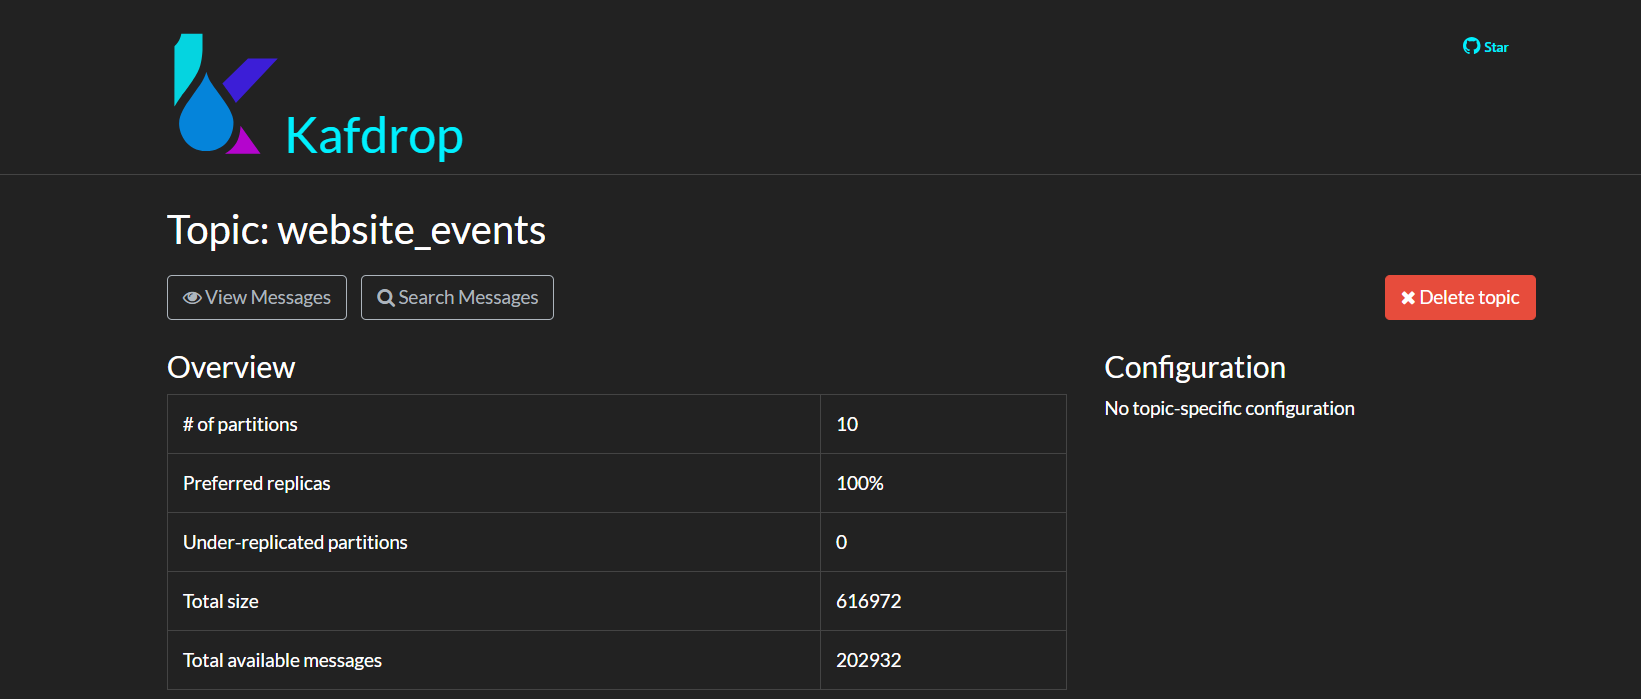 Star
Kafdrop
Topic: website_events
View Messages Search Messages Delete topic
Overview
# of partitions 10
Preferred replicas 100%
Under-replicated partitions 0
Total size 616972
Total available messages 202932
Configuration
No topic-specific configuration